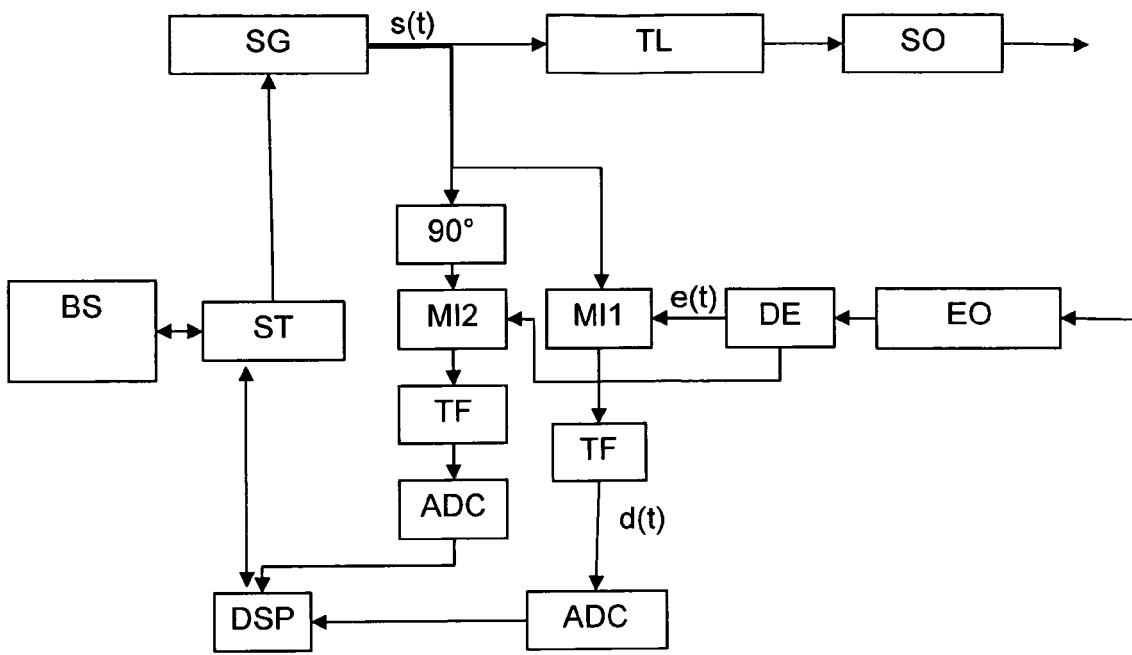 s(t)
SG
TL
SO
90°
BS
ST
MI2
MI1
e(t)
DE
EO
TF
TF
ADC
d(t)
DSP
ADC